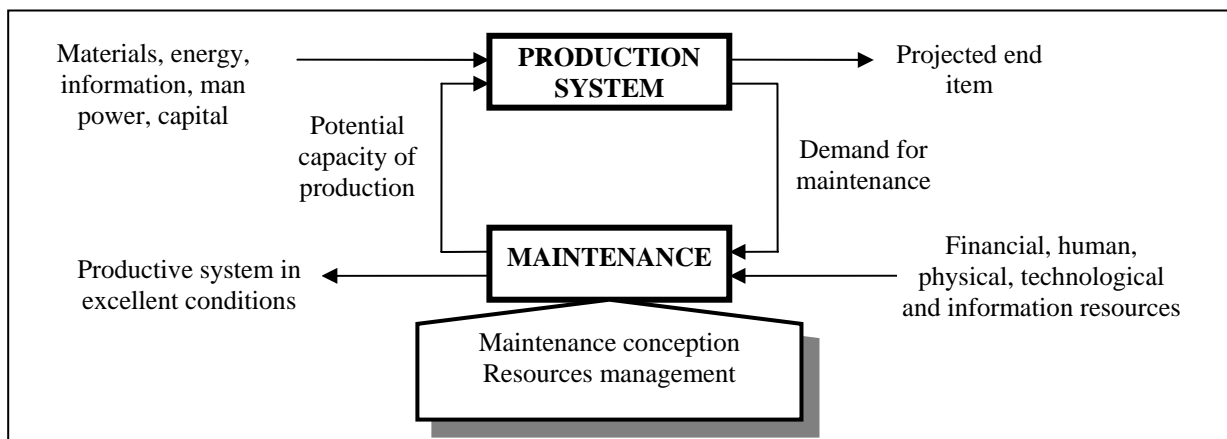 Materials, energy,
information, man
power, capital
PRODUCTION
SYSTEM
Projected end
item
Potential
capacity of
production
Demand for
maintenance
MAINTENANCE
Productive system in
excellent conditions
Financial, human,
physical, technological
and information resources
Maintenance conception
Resources management